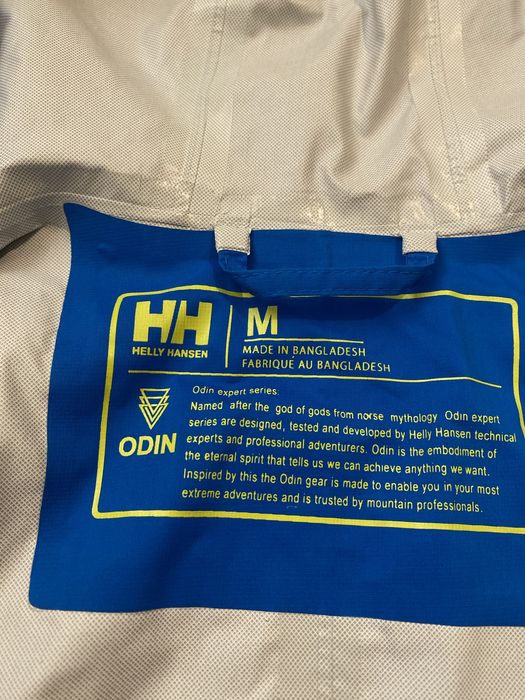 HH
HELLY HANSEN
M
MADE IN BANGLADESH
FABRIQUÉ AU BANGLADESH
ODIN
Odin expert series:
Named after the god of gods from norse mythology Odin expert
series are designed, tested and developed by Helly Hansen technical
experts and professional adventurers. Odin is the embodiment of
the eternal spirit that tells us we can achieve anything we want.
Inspired by this the Odin gear is made to enable you in your most
extreme adventures and is trusted by mountain professionals.